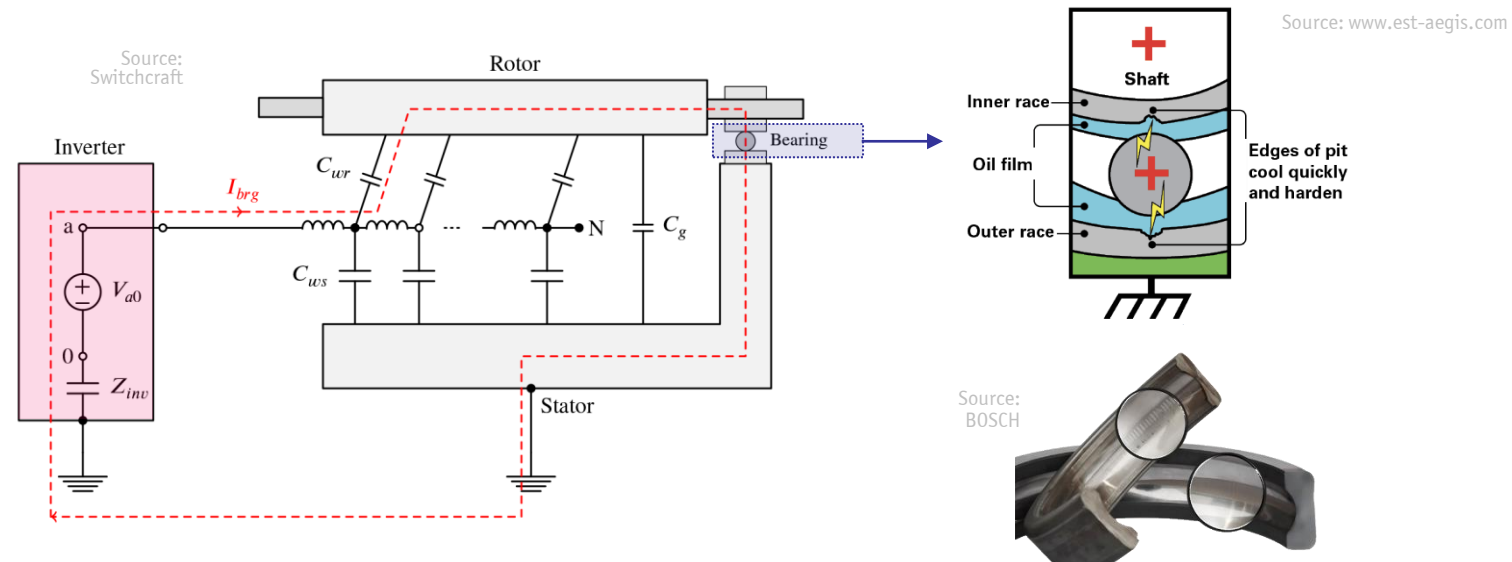 Source:
Switchcraft
Rotor
Inverter
Bearing
C_wr
I_brg
a
...
N
C_g
V_a0
+
−
C_ws
0
Z_inv
Stator
Source: www.est-aegis.com
+
Shaft
Inner race
Oil film
+
Outer race
Edges of pit
cool quickly
and harden
Source:
BOSCH